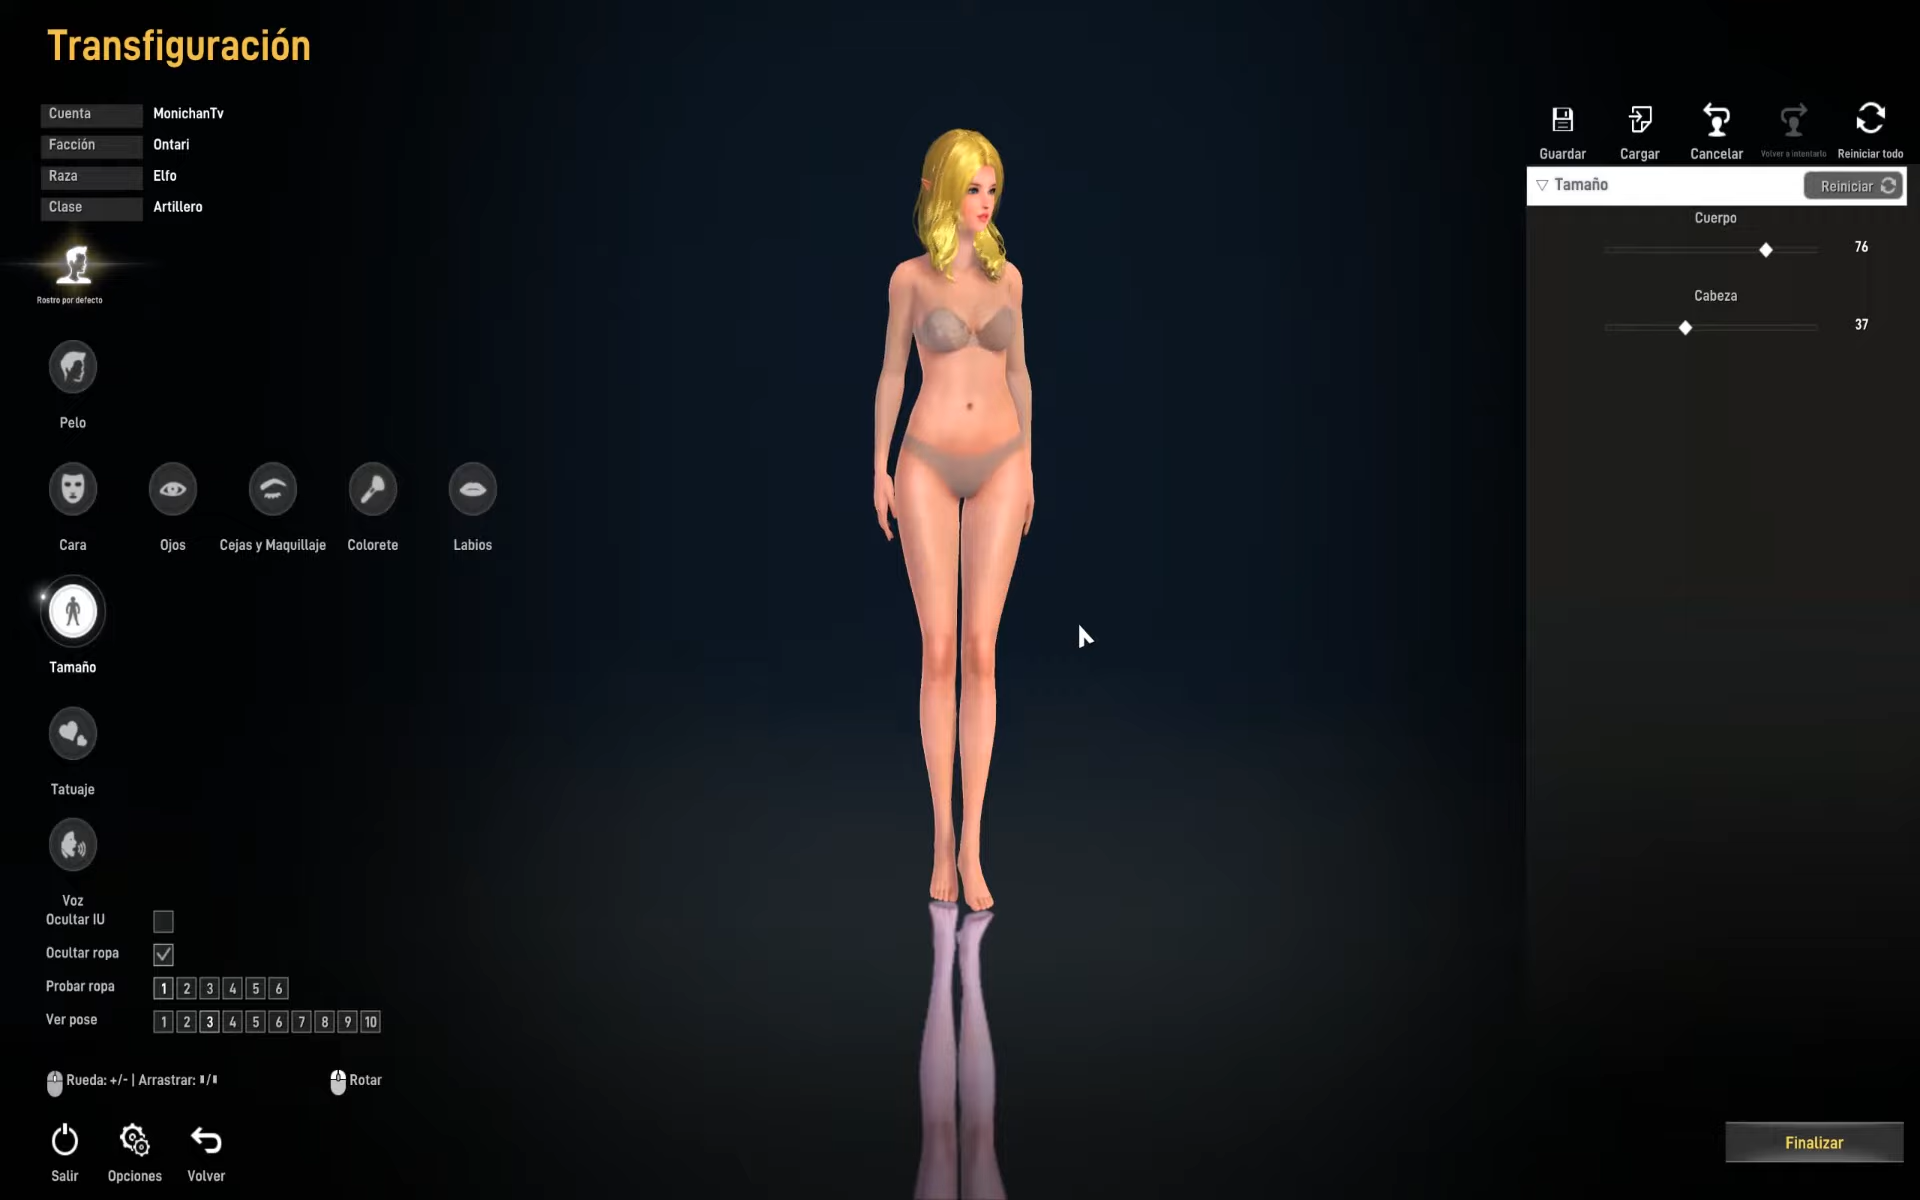 Transfiguración
Cuenta MonichanTv
Facción Ontari
Raza Elfo
Clase Artillero
Rostro por defecto
Pelo
Cara Ojos Cejas y Maquillaje Colorete Labios
Tamaño
Tatuaje
Voz
Ocultar IU
Ocultar ropa
Probar ropa 1 2 3 4 5 6
Ver pose 1 2 3 4 5 6 7 8 9 10
Rueda: +/- | Arrastrar: Rotar
Salir Opciones Volver
Guardar Cargar Cancelar Volver a intentarlo Reiniciar todo
Tamaño Reiniciar
Cuerpo
76
Cabeza
37
Finalizar